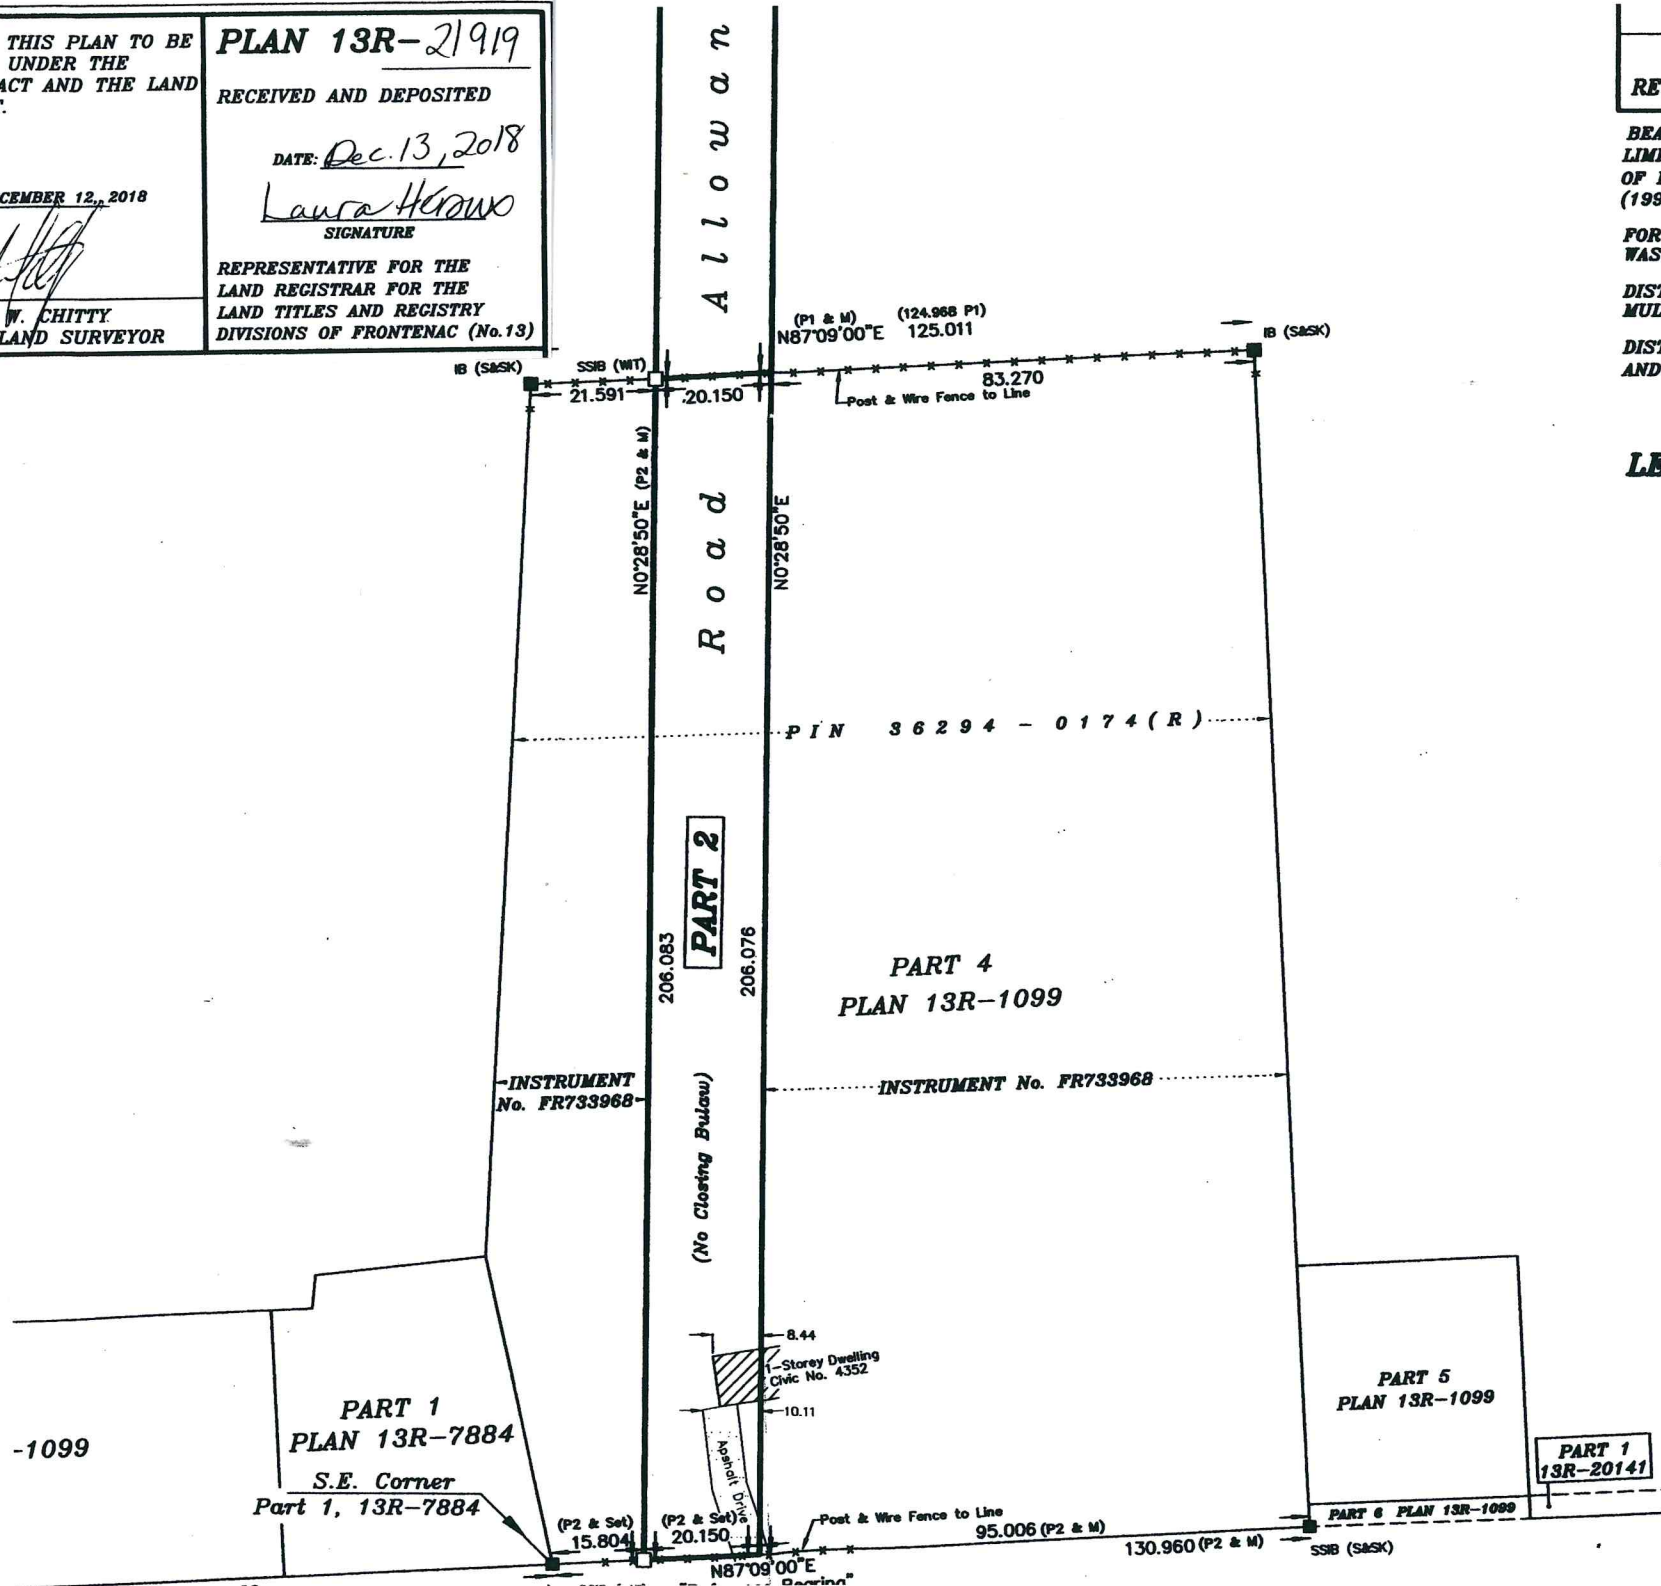 THIS PLAN TO BE
UNDER THE
ACT AND THE LAND
CEMBER 12, 2018
W. CHITTY
LAND SURVEYOR
PLAN 13R-21919
RECEIVED AND DEPOSITED
DATE: Dec. 13, 2018
Laura
SIGNATURE
REPRESENTATIVE FOR THE
LAND REGISTRAR FOR THE
LAND TITLES AND REGISTRY
DIVISIONS OF FRONTENAC (No.13)
RE
BEA
LIMI
OF
(199
FOR
WAS
DIST
MUL
DIST
AND
LE
Road Allowan
(P1 & M) (124.968 P1)
N87°09'00"E 125.011
IB (S&SK)
IB (S&SK)
SSIB (WIT)
21.591
20.150
83.270
Post & Wire Fence to Line
N0°28'50"E (P2 & M)
N0°28'50"E
PIN 36294 - 0174(R)
PART 2
206.083
206.076
PART 4
PLAN 13R-1099
INSTRUMENT
No. FR733968
INSTRUMENT No. FR733968
(No Closing Bulaw)
8.44
1-Storey Dwelling
Civic No. 4352
10.11
Apshalt Drive
PART 1
PLAN 13R-7884
-1099
S.E. Corner
Part 1, 13R-7884
PART 5
PLAN 13R-1099
PART 1
13R-20141
PART 6 PLAN 13R-1099
(P2 & Set)
15.804
(P2 & Set)
20.150
Post & Wire Fence to Line
95.006 (P2 & M)
130.960 (P2 & M)
SSIB (S&SK)
N87°09'00"E
Bearing"